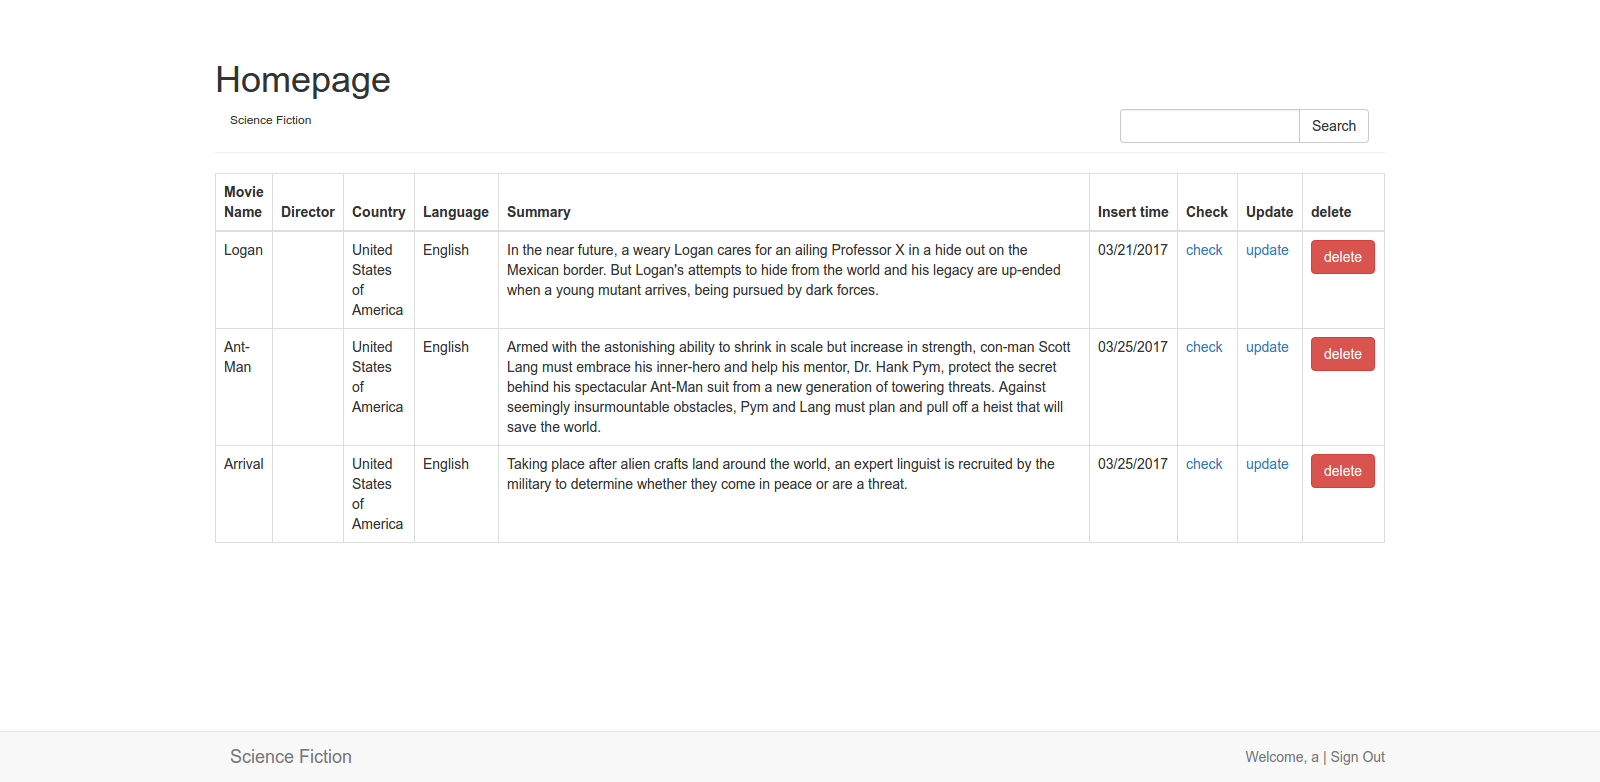 Homepage
Science Fiction
Search
Movie Name Director Country Language Summary Insert time Check Update delete
Logan
United States of America
English
In the near future, a weary Logan cares for an ailing Professor X in a hide out on the
Mexican border. But Logan's attempts to hide from the world and his legacy are up-ended
when a young mutant arrives, being pursued by dark forces.
03/21/2017
check
update
delete
Ant-
Man
United
States
of
America
English
Armed with the astonishing ability to shrink in scale but increase in strength, con-man Scott
Lang must embrace his inner-hero and help his mentor, Dr. Hank Pym, protect the secret
behind his spectacular Ant-Man suit from a new generation of towering threats. Against
seemingly insurmountable obstacles, Pym and Lang must plan and pull off a heist that will
save the world.
03/25/2017
check
update
delete
Arrival
United
States
of
America
English
Taking place after alien crafts land around the world, an expert linguist is recruited by the
military to determine whether they come in peace or are a threat.
03/25/2017
check
update
delete
Science Fiction
Welcome, a | Sign Out